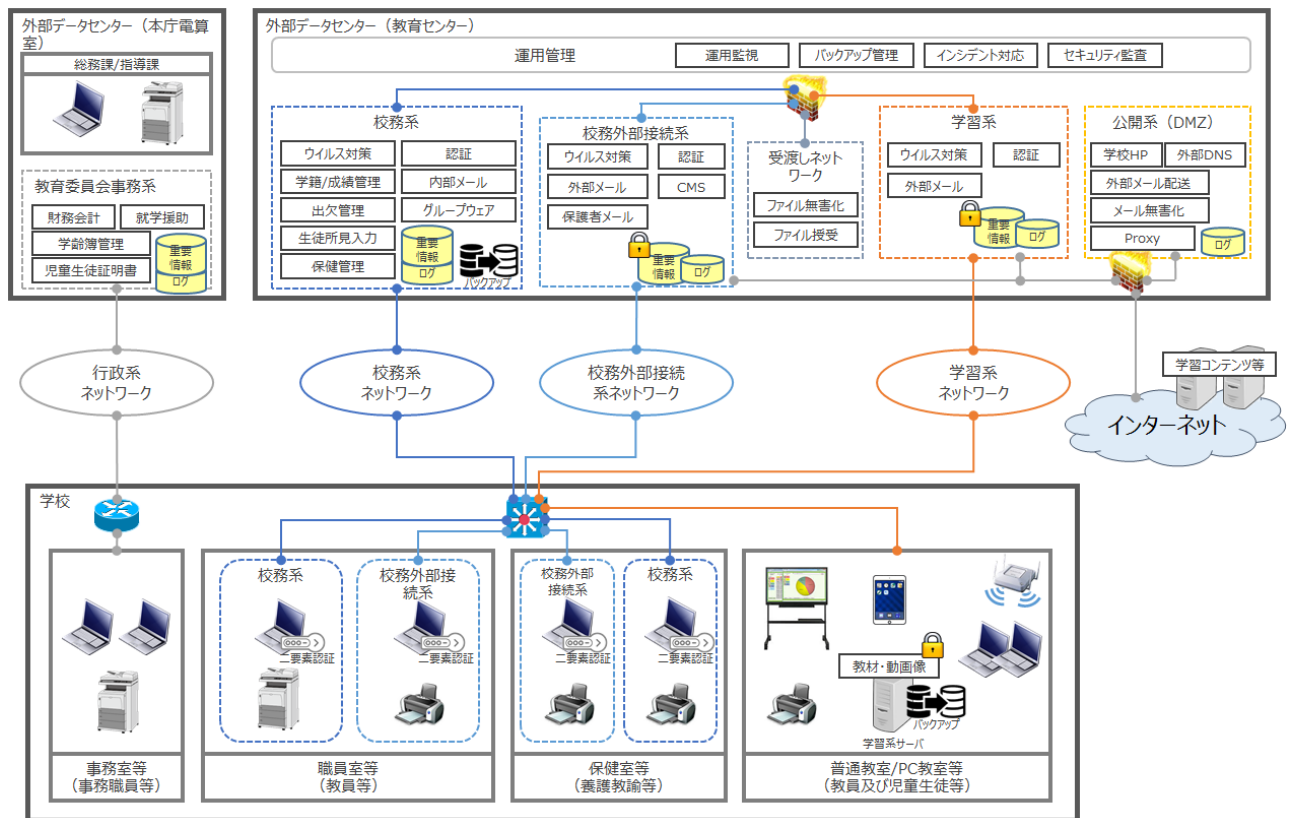 外部データセンター（本庁電算
室）
総務課/指導課
教育委員会事務系
財務会計
就学援助
学齢簿管理
児童生徒証明書
重要
情報
ログ
外部データセンター（教育センター）
運用管理
運用監視
バックアップ管理
インシデント対応
セキュリティ監査
校務系
ウイルス対策
認証
学籍/成績管理
内部メール
出欠管理
グループウェア
生徒所見入力
保健管理
重要
情報
ログ
バックアップ
校務外部接続系
ウイルス対策
認証
外部メール
CMS
保護者メール
重要
情報
ログ
受渡しネット
ワーク
ファイル無害化
ファイル授受
学習系
ウイルス対策
認証
外部メール
重要
情報
ログ
公開系（DMZ）
学校HP
外部DNS
外部メール配送
メール無害化
Proxy
ログ
行政系
ネットワーク
校務系
ネットワーク
校務外部接続
系ネットワーク
学習系
ネットワーク
学習コンテンツ等
インターネット
学校
校務系
二要素認証
校務外部接
続系
二要素認証
校務外部
接続系
二要素認証
校務系
二要素認証
教材・動画像
バックアップ
学習系サーバ
事務室等
（事務職員等）
職員室等
（教員等）
保健室等
（養護教諭等）
普通教室/PC教室等
（教員及び児童生徒等）